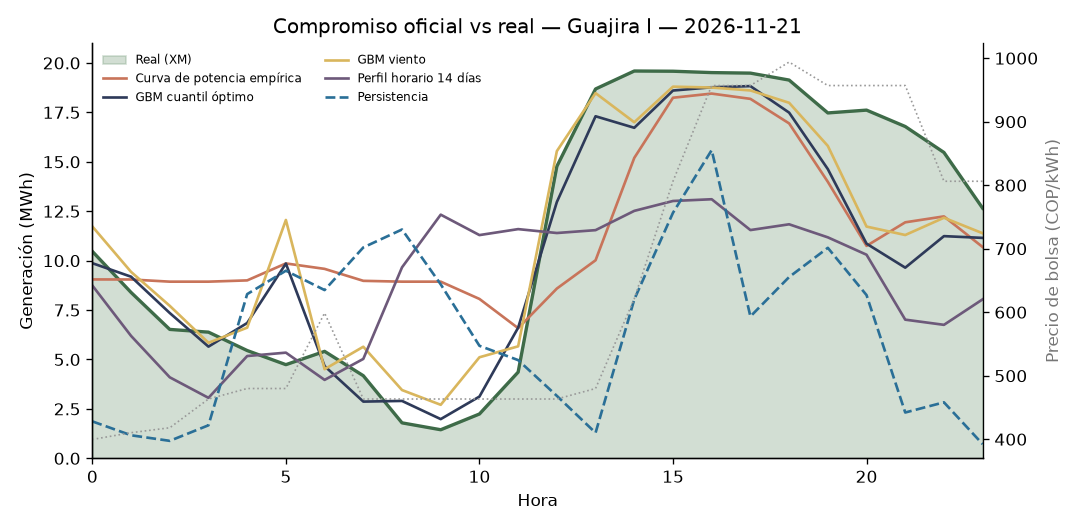 Compromiso oficial vs real — Guajira I — 2026-11-21
Real (XM)
Curva de potencia empírica
GBM cuantil óptimo
GBM viento
Perfil horario 14 días
Persistencia
Generación (MWh)
20.0
17.5
15.0
12.5
10.0
7.5
5.0
2.5
0.0
1000
900
800
700
600
500
400
Precio de bolsa (COP/kWh)
0 5 10 15 20
Hora